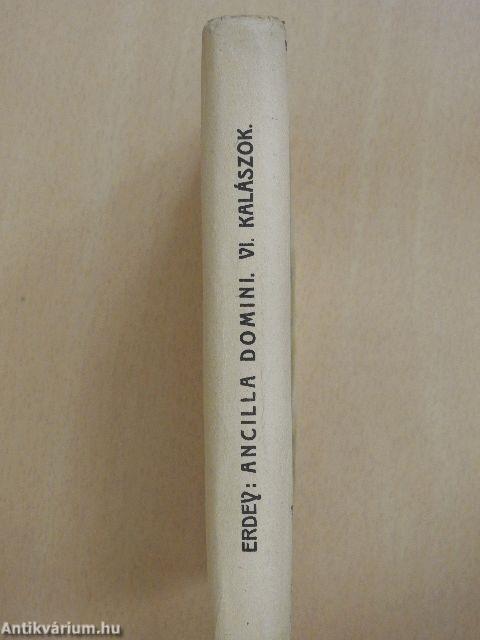 ERDEY: ANCILLA DOMINI. VI. KALÁSZOK.
Antikvárium.hu